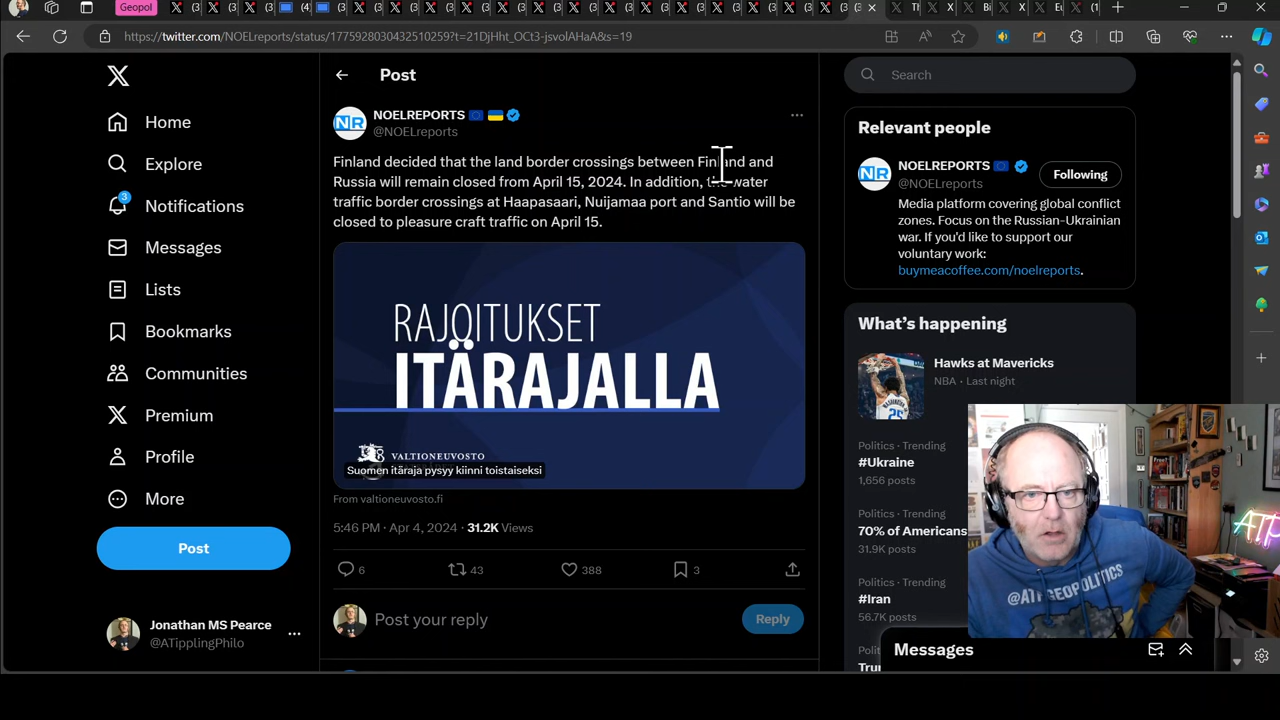 Geopol
https://twitter.com/NOELreports/status/1775928030432510259?t=21DjHht_OCt3-jsvolAHaA&s=19
Post
Search
NOELREPORTS
@NOELreports
Finland decided that the land border crossings between Finland and
Russia will remain closed from April 15, 2024. In addition, the water
traffic border crossings at Haapasaari, Nuijamaa port and Santio will be
closed to pleasure craft traffic on April 15.
RAJOITUKSET
ITÄRAJALLA
VALTIONEUVOSTO
Suomen itäraja pysyy kiinni toistaiseksi
From valtioneuvosto.fi
5:46 PM · Apr 4, 2024 · 31.2K Views
6
43
388
3
Post your reply
Reply
Home
Explore
3
Notifications
Messages
Lists
Bookmarks
Communities
Premium
Profile
More
Post
Jonathan MS Pearce
@ATipplingPhilo
Relevant people
NOELREPORTS
@NOELreports
Following
Media platform covering global conflict
zones. Focus on the Russian-Ukrainian
war. If you'd like to support our
voluntary work:
buymeacoffee.com/noelreports.
What's happening
Hawks at Mavericks
NBA · Last night
Politics · Trending
#Ukraine
1,656 posts
Politics · Trending
70% of Americans
31.9K posts
Politics · Trending
#Iran
56.7K posts
Politics · Trending
Messages
@ATPGEOPOLITICS
ATP